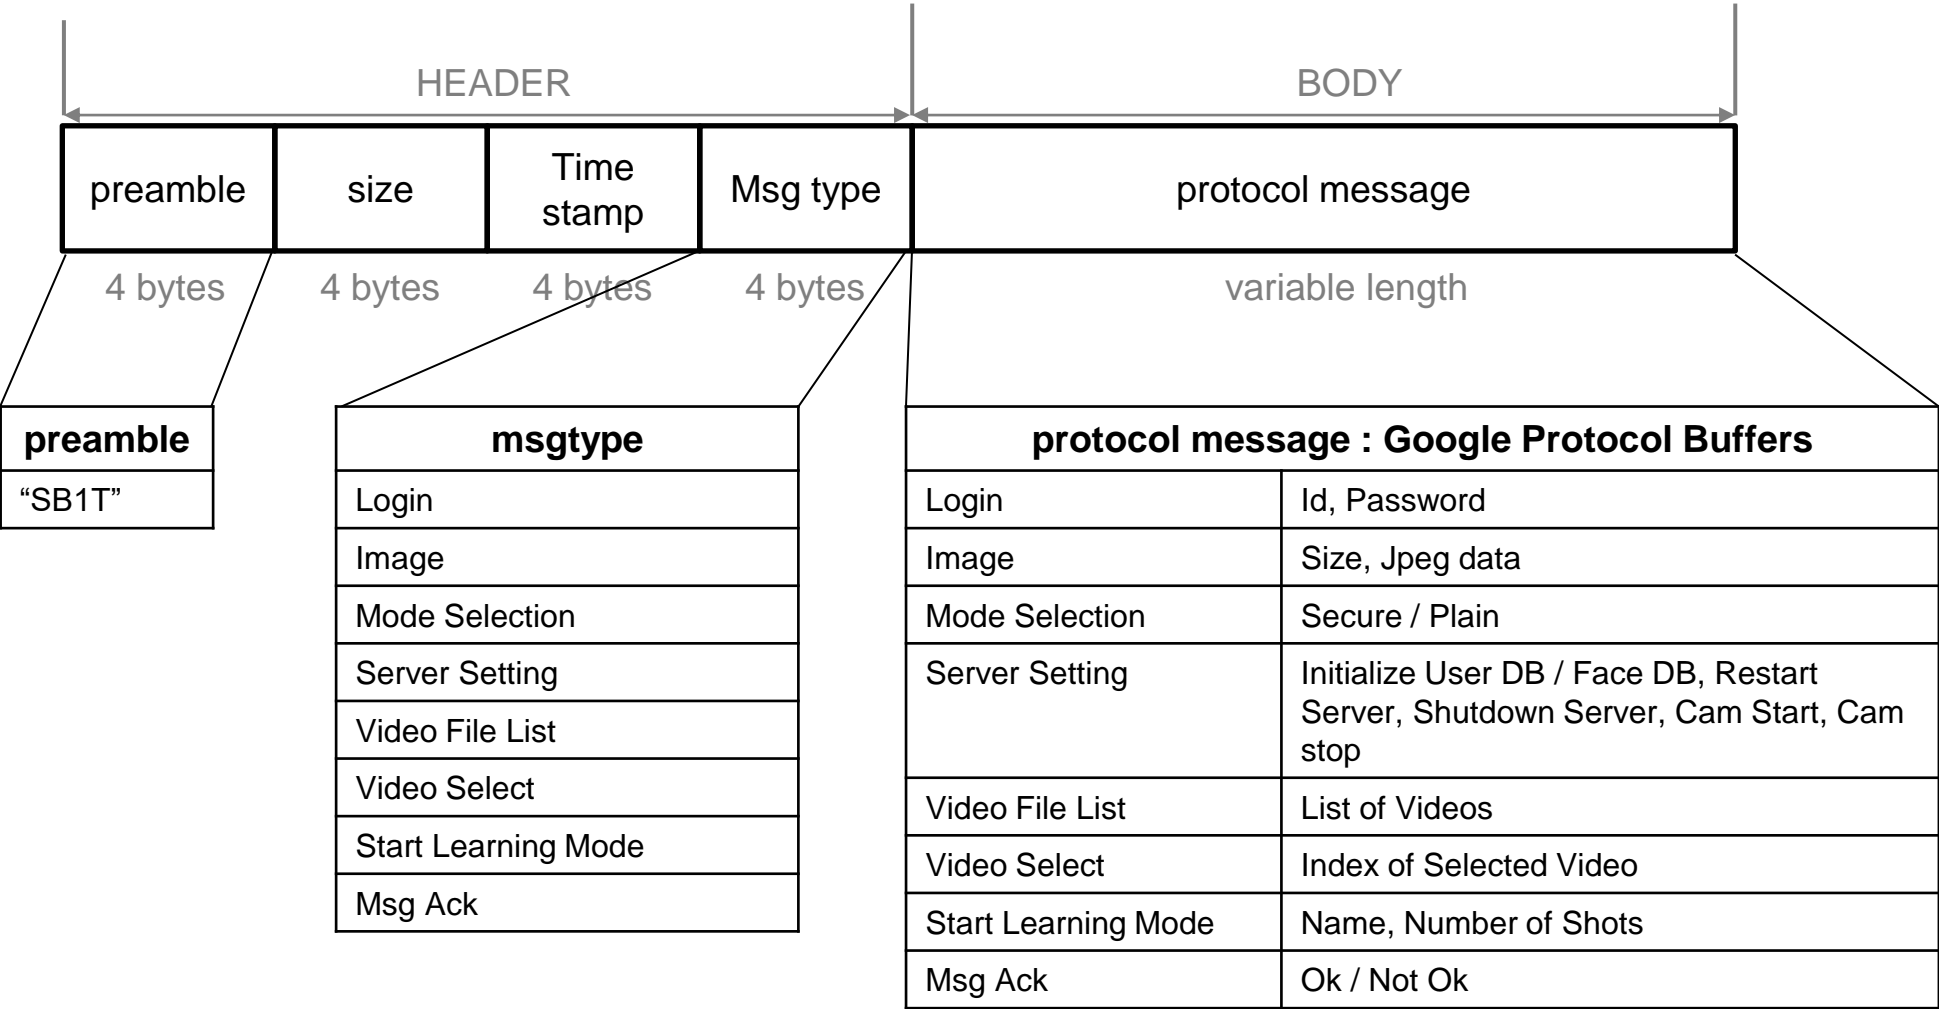 HEADER
BODY
preamble
size
Time
stamp
Msg type
protocol message
4 bytes
4 bytes
4 bytes
4 bytes
variable length
preamble
“SB1T”
msgtype
Login
Image
Mode Selection
Server Setting
Video File List
Video Select
Start Learning Mode
Msg Ack
protocol message : Google Protocol Buffers
Login
Id, Password
Image
Size, Jpeg data
Mode Selection
Secure / Plain
Server Setting
Initialize User DB / Face DB, Restart
Server, Shutdown Server, Cam Start, Cam
stop
Video File List
List of Videos
Video Select
Index of Selected Video
Start Learning Mode
Name, Number of Shots
Msg Ack
Ok / Not Ok